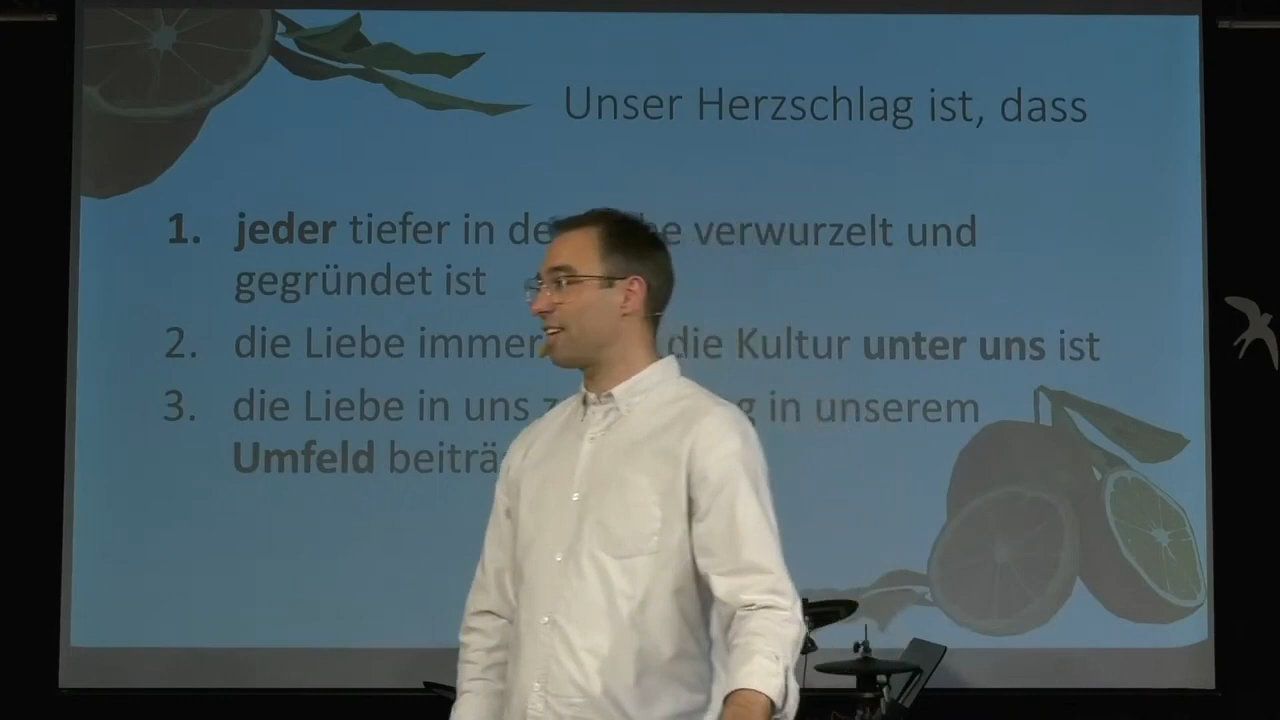 Unser Herzschlag ist, dass
1. jeder tiefer in verwurzelt und
gegründet ist
2. die Liebe immer die Kultur unter uns ist
3. die Liebe in uns in unserem
Umfeld